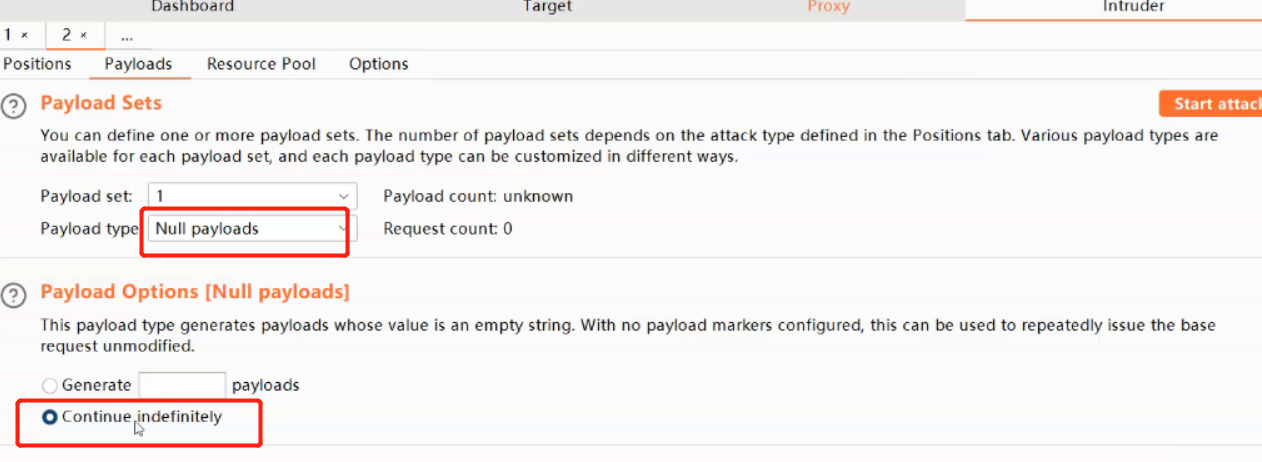 Dashboard Target Proxy Intruder
1 × 2 × ...
Positions Payloads Resource Pool Options
? Payload Sets Start attack
You can define one or more payload sets. The number of payload sets depends on the attack type defined in the Positions tab. Various payload types are
available for each payload set, and each payload type can be customized in different ways.
Payload set: 1 Payload count: unknown
Payload type Null payloads Request count: 0
? Payload Options [Null payloads]
This payload type generates payloads whose value is an empty string. With no payload markers configured, this can be used to repeatedly issue the base
request unmodified.
Generate payloads
Continue indefinitely